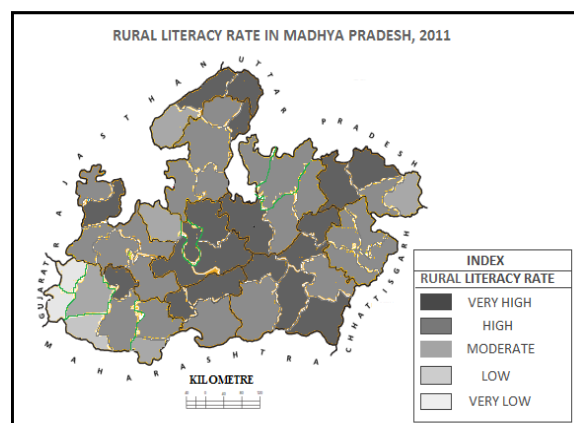 RURAL LITERACY RATE IN MADHYA PRADESH, 2011
RAJASTHAN
UTTAR PRADESH
GUJARAT
MAHARASHTRA
CHHATTISGARH
INDEX
RURAL LITERACY RATE
VERY HIGH
HIGH
MODERATE
LOW
VERY LOW
KILOMETRE